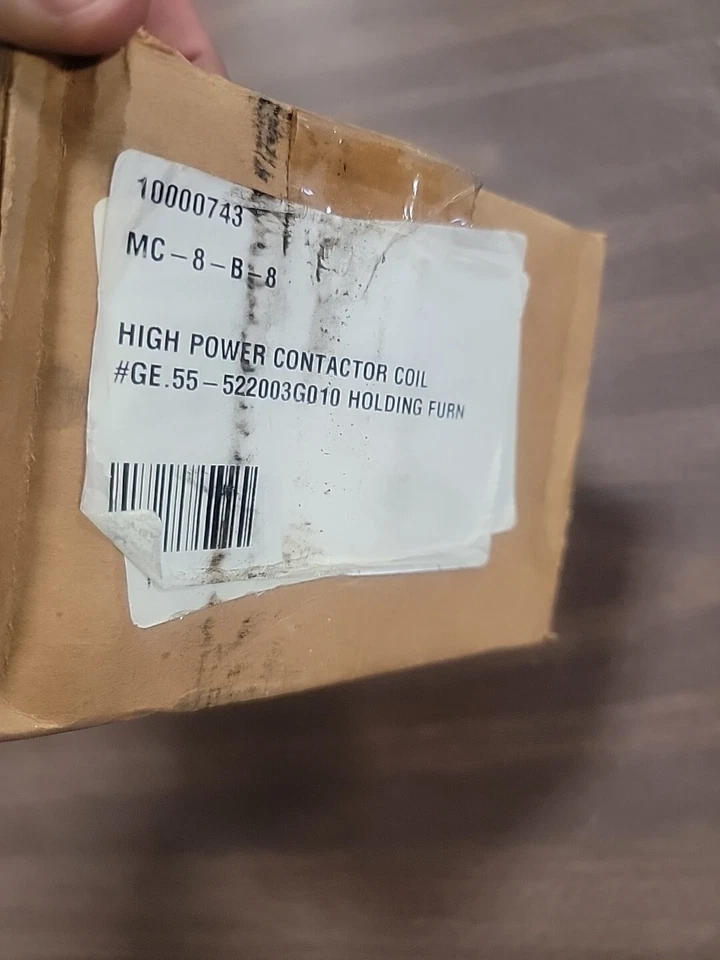 10000743
MC-8-B-8
HIGH POWER CONTACTOR COIL
#GE.55-522003G010 HOLDING FURN